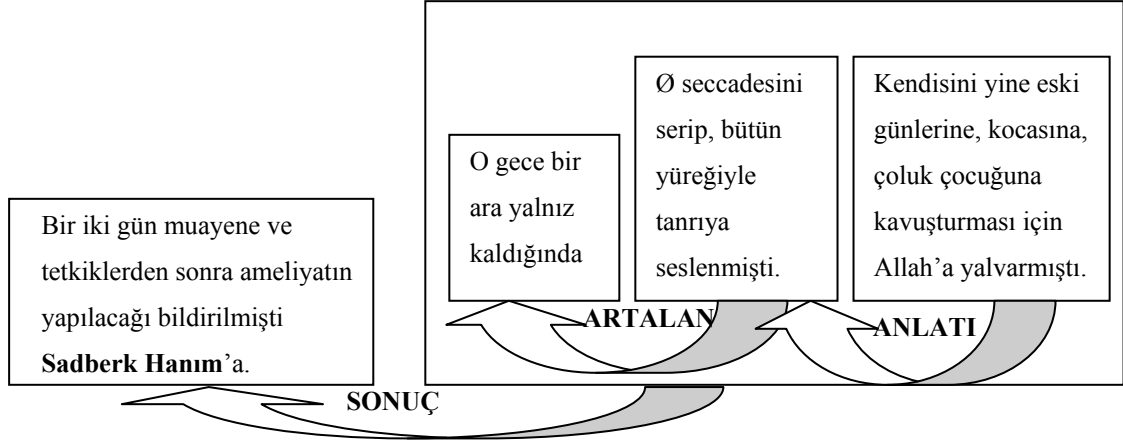 Bir iki gün muayene ve
tetkiklerden sonra ameliyatın
yapılacağı bildirilmişti
Sadberk Hanım’a.
O gece bir
ara yalnız
kaldığında
Ø seccadesini
serip, bütün
yüreğiyle
tanrıya
seslenmişti.
Kendisini yine eski
günlerine, kocasına,
çoluk çocuğuna
kavuşturması için
Allah’a yalvarmıştı.
ARTALAN
ANLATI
SONUÇ